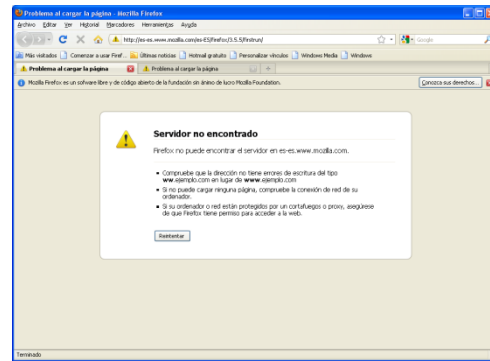 Problema al cargar la página - Mozilla Firefox
Archivo Editar Ver Historial Marcadores Herramientas Ayuda
http://es-es.www.mozilla.com/es-ES/firefox/3.5.5/firstrun/
Google
Más visitados Comenzar a usar Firef... Últimas noticias Hotmail gratuito Personalizar vínculos Windows Media Windows
Problema al cargar la página Problema al cargar la página
Mozilla Firefox es un software libre y de código abierto de la fundación sin ánimo de lucro Mozilla Foundation. Conozca sus derechos...
Servidor no encontrado
Firefox no puede encontrar el servidor en es-es.www.mozilla.com.
Compruebe que la dirección no tiene errores de escritura del tipo
ww.ejemplo.com en lugar de www.ejemplo.com
Si no puede cargar ninguna página, compruebe la conexión de red de su
ordenador.
Si su ordenador o red están protegidos por un cortafuegos o proxy, asegúrese
de que Firefox tiene permiso para acceder a la web.
Reintentar
Terminado